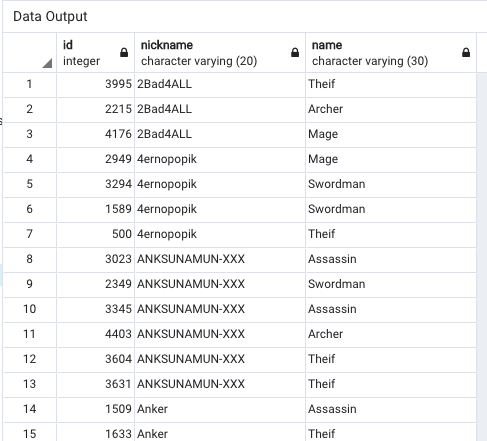 Data Output
id nickname name
integer character varying (20) character varying (30)
1 3995 2Bad4ALL Theif
2 2215 2Bad4ALL Archer
3 4176 2Bad4ALL Mage
4 2949 4ernopopik Mage
5 3294 4ernopopik Swordman
6 1589 4ernopopik Swordman
7 500 4ernopopik Theif
8 3023 ANKSUNAMUN-XXX Assassin
9 2349 ANKSUNAMUN-XXX Swordman
10 3345 ANKSUNAMUN-XXX Assassin
11 4403 ANKSUNAMUN-XXX Archer
12 3604 ANKSUNAMUN-XXX Theif
13 3631 ANKSUNAMUN-XXX Theif
14 1509 Anker Assassin
15 1633 Anker Theif